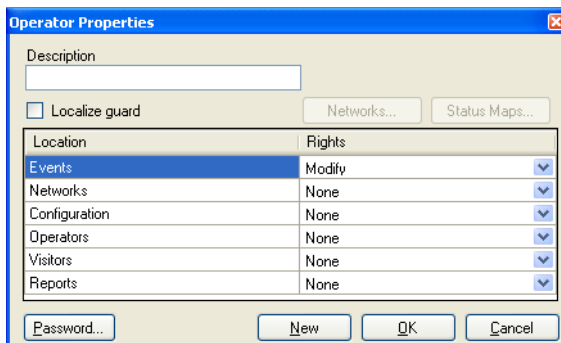 Operator Properties
Description
Localize guard Networks... Status Maps...
Location Rights
Events Modify
Networks None
Configuration None
Operators None
Visitors None
Reports None
Password... New OK Cancel